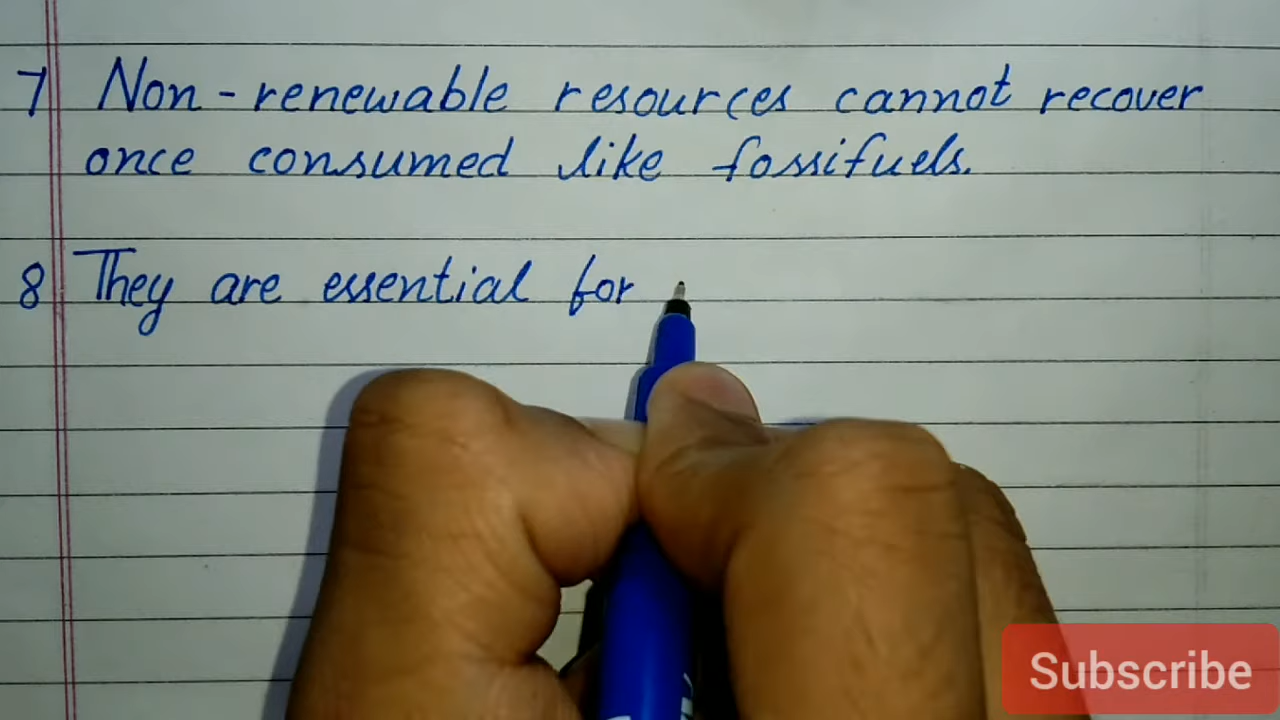 7 Non-renewable resources cannot recover
once consumed like fossifuels.
8 They are essential for
Subscribe